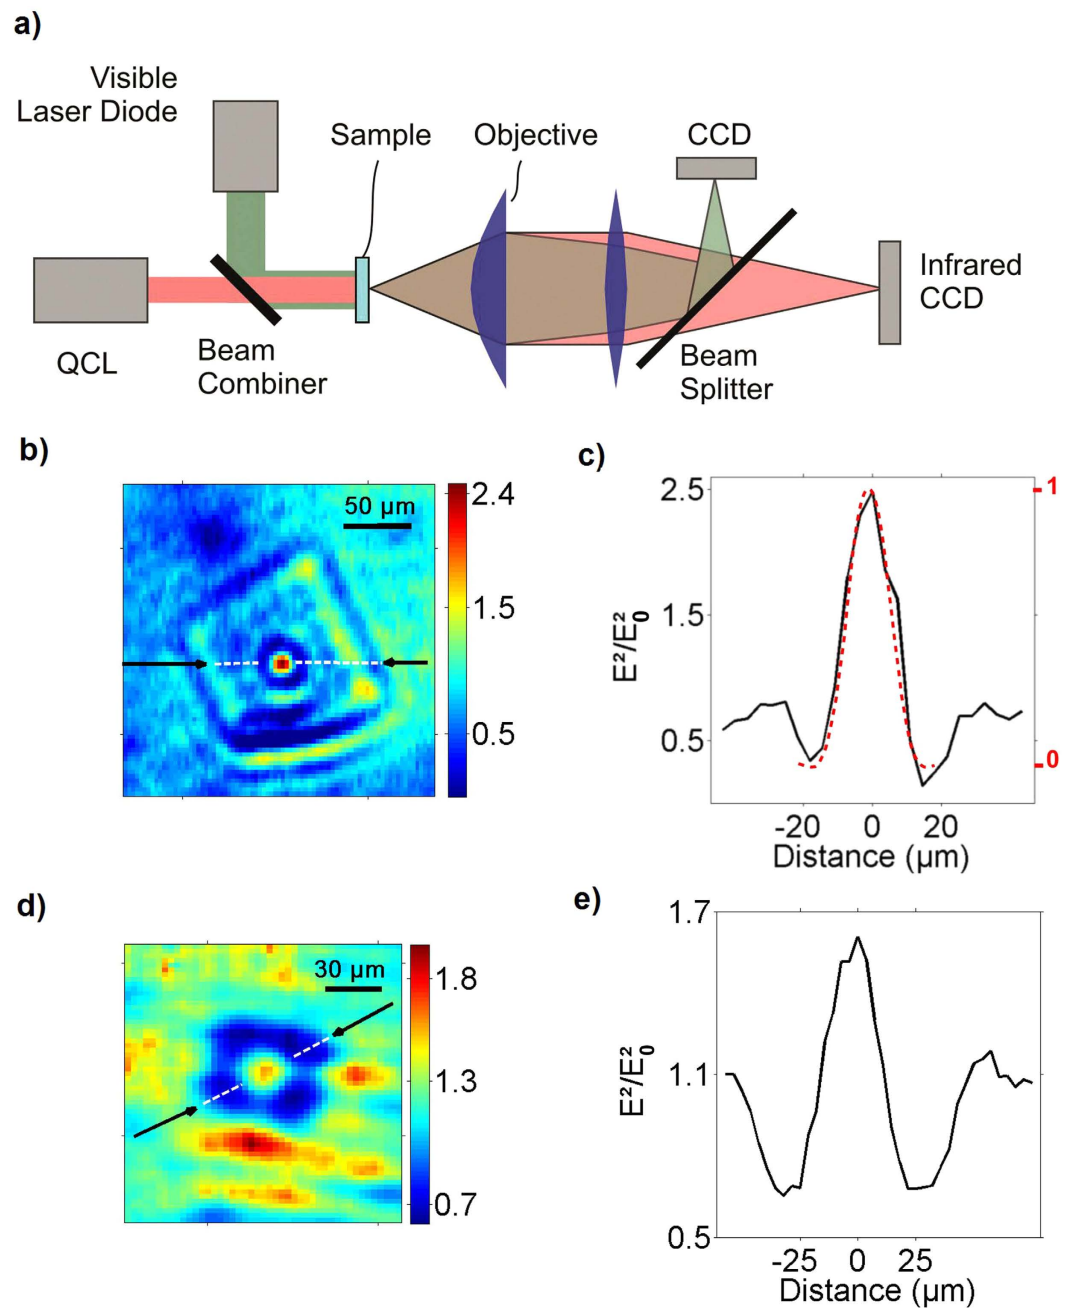 a)
Visible
Laser Diode
Sample
Objective
CCD
Infrared
CCD
QCL
Beam
Combiner
Beam
Splitter
b)
50 µm
2.4
1.5
0.5
c)
2.5
1.5
0.5
E²/E₀²
1
0
-20 0 20
Distance (µm)
d)
30 µm
1.8
1.3
0.7
e)
1.7
1.1
0.5
E²/E₀²
-25 0 25
Distance (µm)